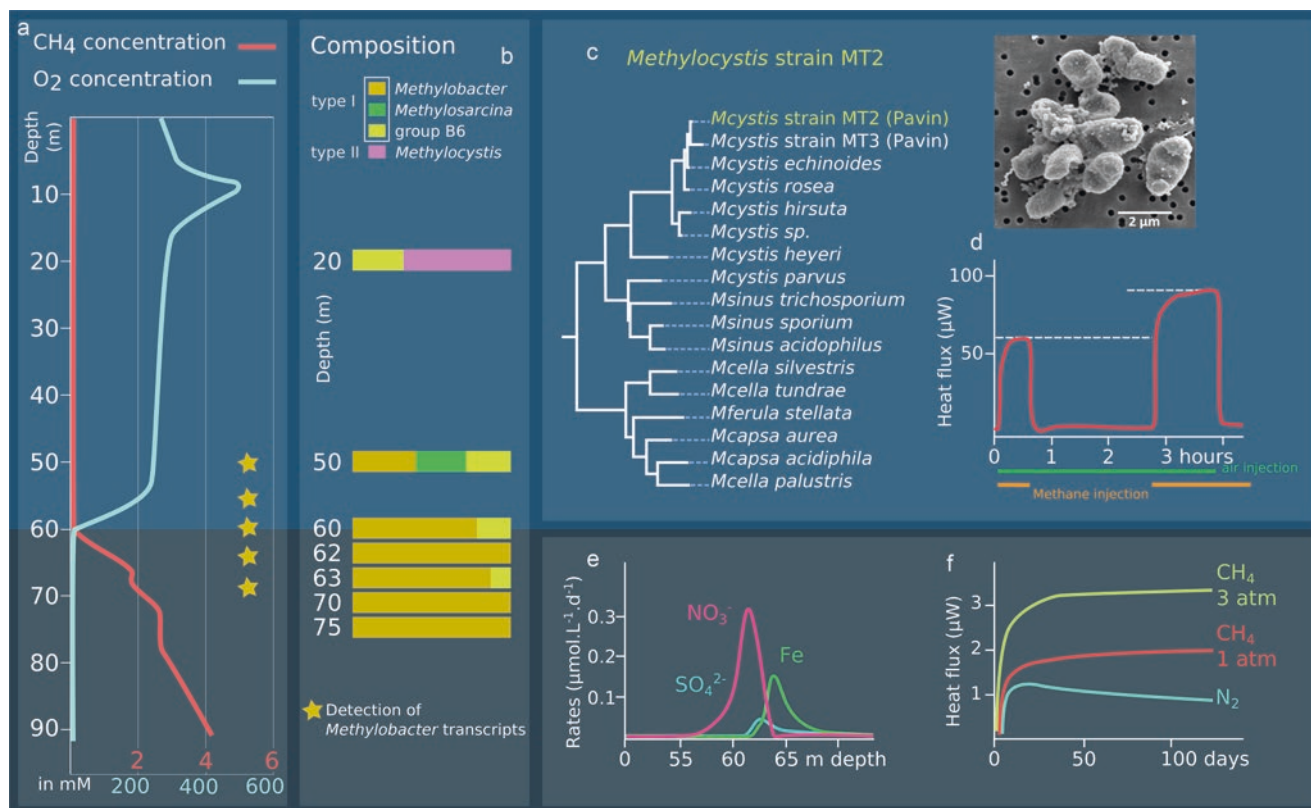 a
CH4 concentration
O2 concentration
Depth
(m)
10
20
30
40
50
60
70
80
90
2 4 6
in mM 200 400 600
Composition b
type I
Methylobacter
Methylosarcina
group B6
type II Methylocystis
20
Depth (m)
50
60
62
63
70
75
Detection of
Methylobacter transcripts
c Methylocystis strain MT2
Mcystis strain MT2 (Pavin)
Mcystis strain MT3 (Pavin)
Mcystis echinoides
Mcystis rosea
Mcystis hirsuta
Mcystis sp.
Mcystis heyeri
Mcystis parvus
Msinus trichosporium
Msinus sporium
Msinus acidophilus
Mcella silvestris
Mcella tundrae
Mferula stellata
Mcapsa aurea
Mcapsa acidiphila
Mcella palustris
2 µm
d
100
50
Heat flux (µW)
0 1 2 3 hours
air injection
Methane injection
e
Rates (µmol.L-1.d-1)
0.3
0.2
0.1
NO3-
SO42-
Fe
0 55 60 65 m depth
f
Heat flux (µW)
3
2
1
CH4
3 atm
CH4
1 atm
N2
0 50 100 days